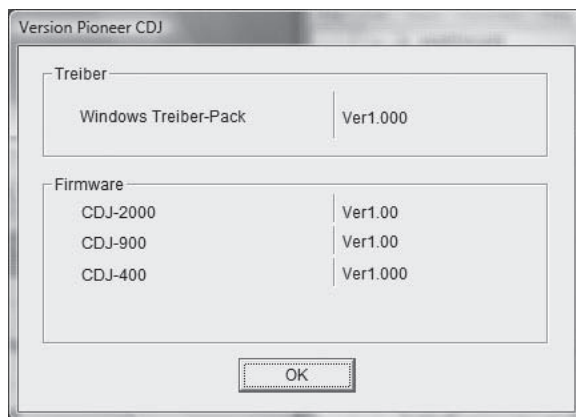 Version Pioneer CDJ
Treiber
Windows Treiber-Pack Ver1.000
Firmware
CDJ-2000 Ver1.00
CDJ-900 Ver1.00
CDJ-400 Ver1.000
OK